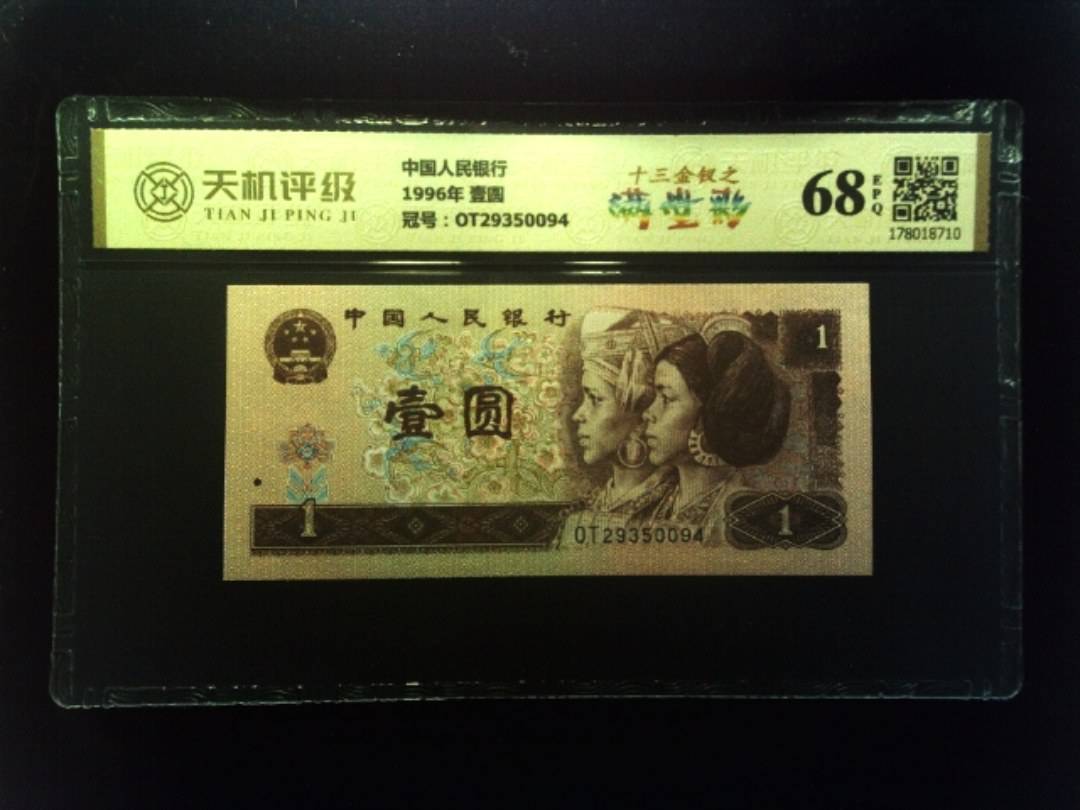 天机评级
TIAN JI PING JI
中国人民银行
1996年 壹圆
冠号：OT29350094
十三金钗之
满堂彩
68
EPQ
178018710
中国人民银行
1
壹圆
1
OT29350094
1